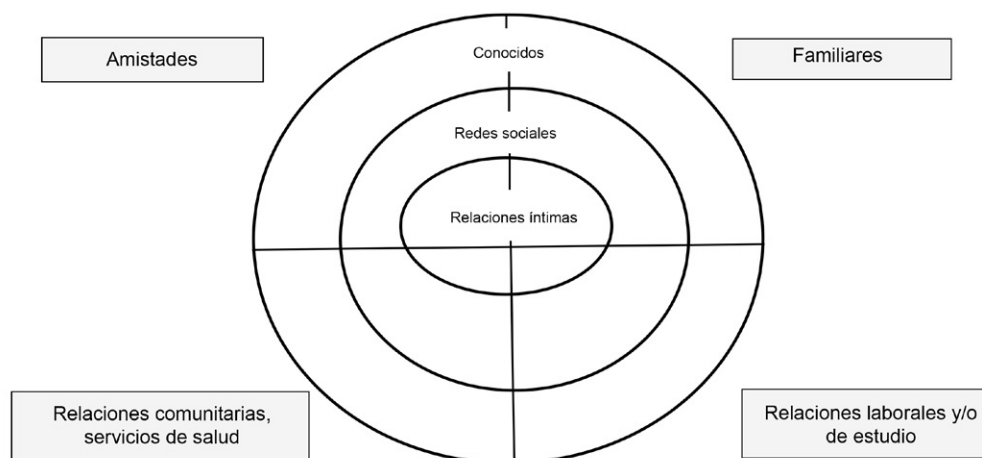 Conocidos
Amistades
Familiares
Redes sociales
Relaciones íntimas
Relaciones comunitarias,
servicios de salud
Relaciones laborales y/o
de estudio